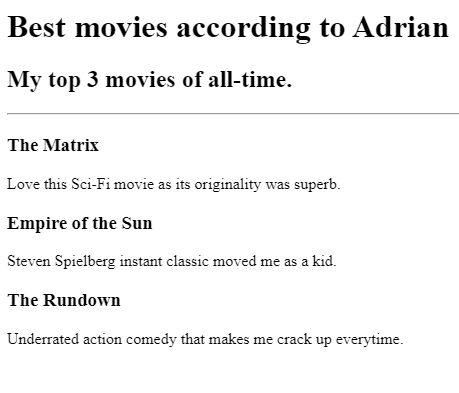 Best movies according to Adrian
My top 3 movies of all-time.
The Matrix
Love this Sci-Fi movie as its originality was superb.
Empire of the Sun
Steven Spielberg instant classic moved me as a kid.
The Rundown
Underrated action comedy that makes me crack up everytime.